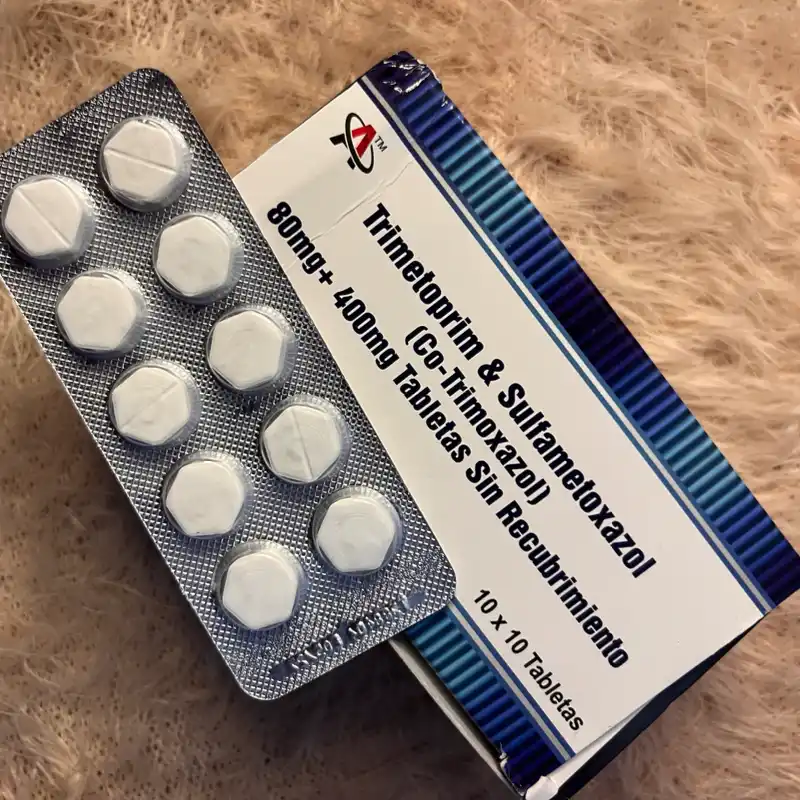 TM
Trimetoprim & Sulfametoxazol
(Co-Trimoxazol)
80mg+ 400mg Tabletas Sin Recubrimiento
10 x 10 Tabletas